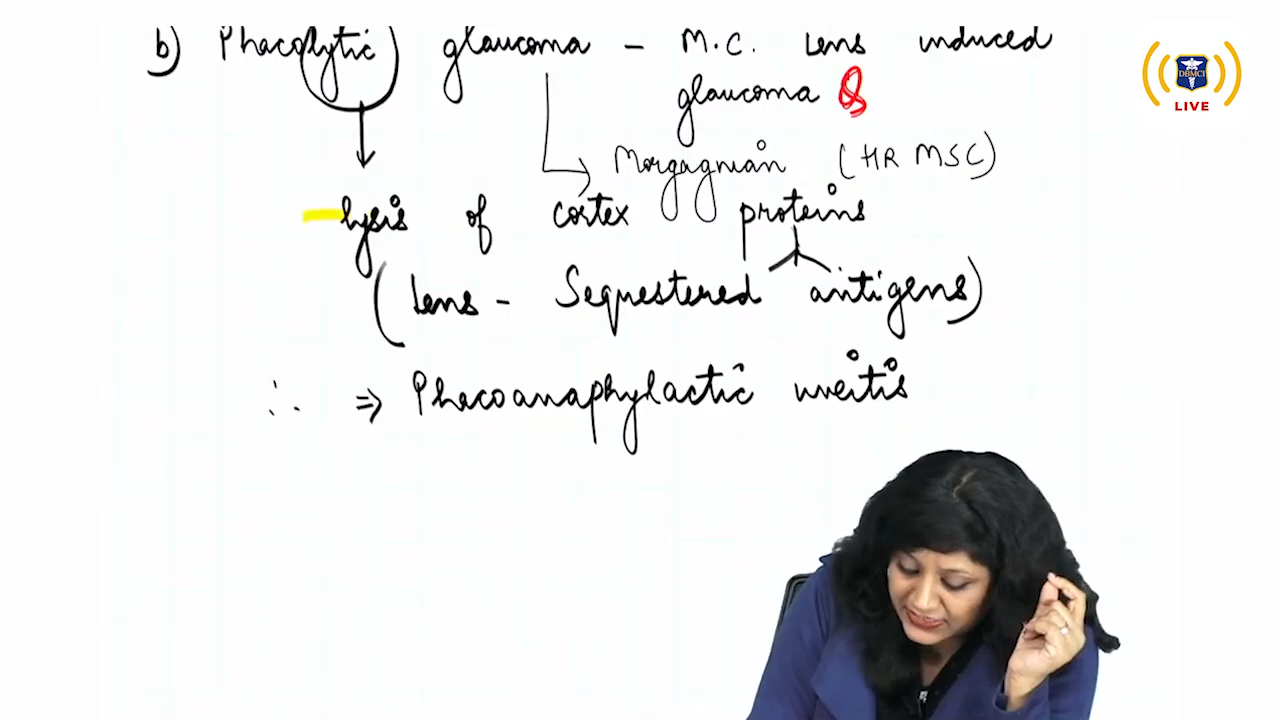 b) Phacolytic glaucoma - M.C. Lens induced
glaucoma
Morgagnian (HR MSC)
lysis of cortex proteins
(Lens - Sequestered antigens)
∴ ⇒ Phacoanaphylactic uveitis
DBMCI
LIVE